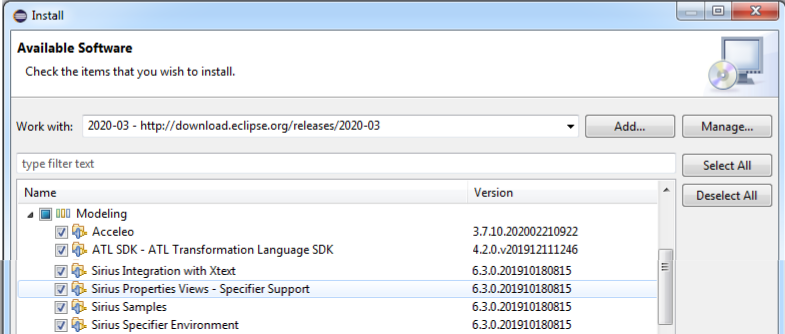 Install
Available Software
Check the items that you wish to install.
Work with: 2020-03 - http://download.eclipse.org/releases/2020-03 Add... Manage...
type filter text Select All
Name Version Deselect All
Modeling
Acceleo 3.7.10.202002210922
ATL SDK - ATL Transformation Language SDK 4.2.0.v201912111246
Sirius Integration with Xtext 6.3.0.201910180815
Sirius Properties Views - Specifier Support 6.3.0.201910180815
Sirius Samples 6.3.0.201910180815
Sirius Specifier Environment 6.3.0.201910180815